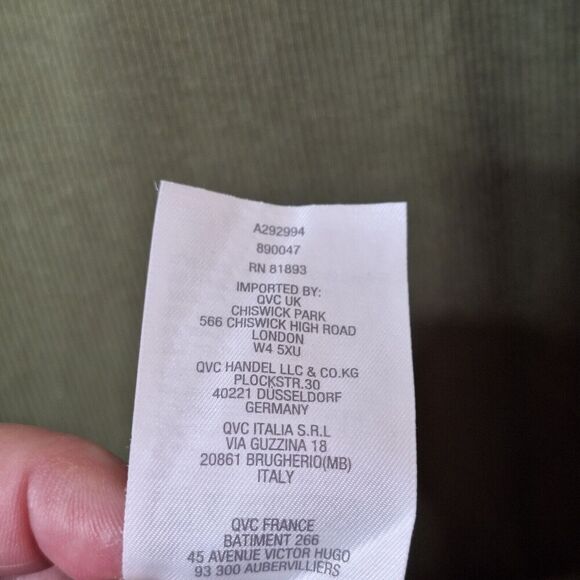 A292994
890047
RN 81893
IMPORTED BY:
QVC UK
CHISWICK PARK
566 CHISWICK HIGH ROAD
LONDON
W4 5XU
QVC HANDEL LLC & CO.KG
PLOCKSTR.30
40221 DÜSSELDORF
GERMANY
QVC ITALIA S.R.L
VIA GUZZINA 18
20861 BRUGHERIO(MB)
ITALY
QVC FRANCE
BATIMENT 266
45 AVENUE VICTOR HUGO
93 300 AUBERVILLIERS